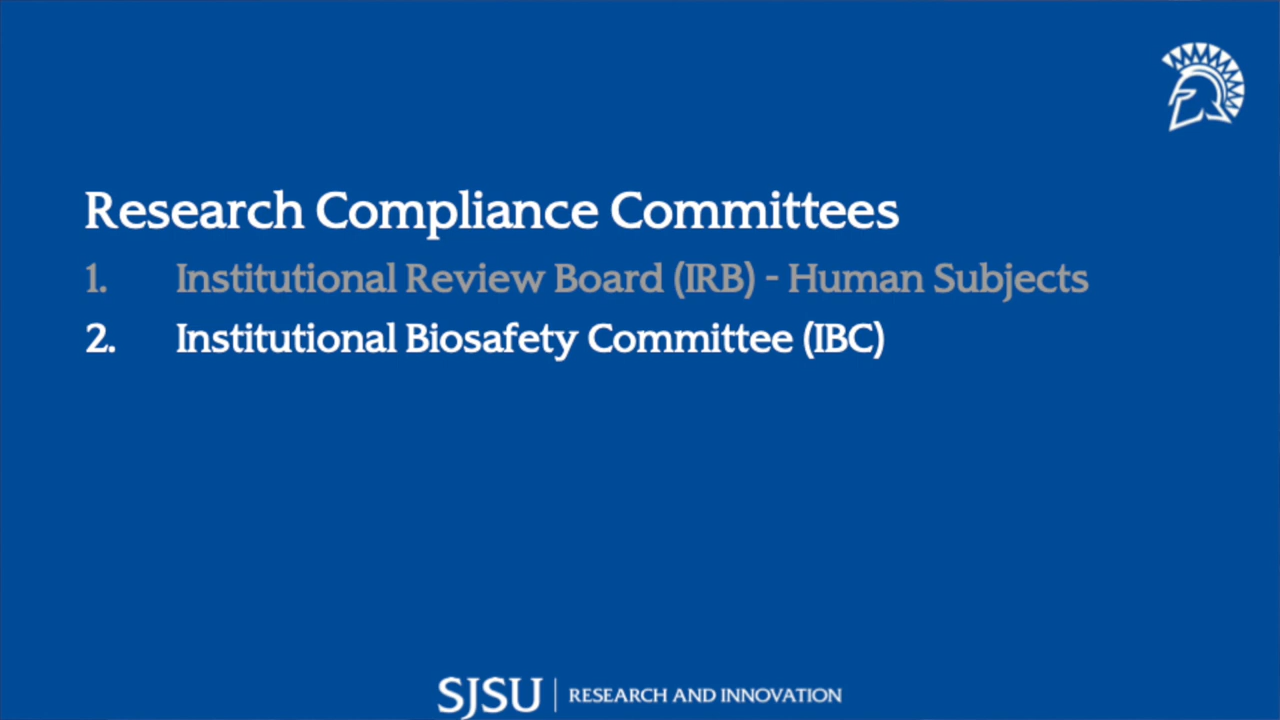 Research Compliance Committees
1. Institutional Review Board (IRB) - Human Subjects
2. Institutional Biosafety Committee (IBC)
SJSU | RESEARCH AND INNOVATION